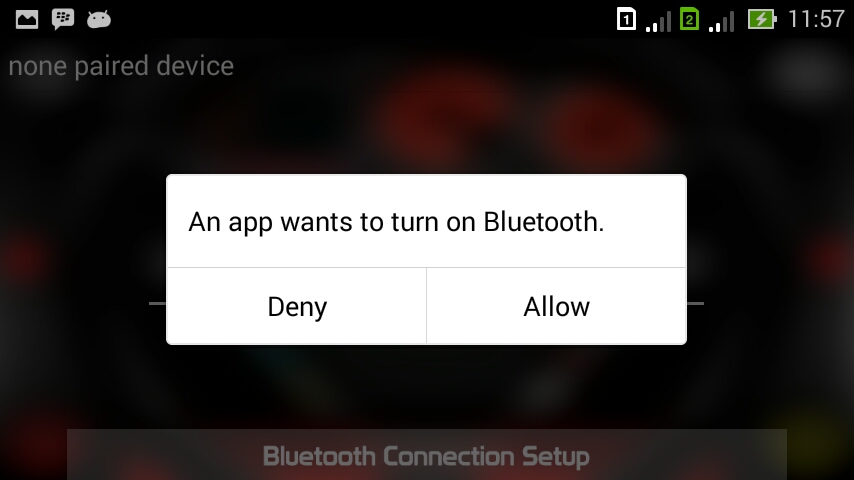 1 2 11:57
none paired device
An app wants to turn on Bluetooth.
Deny Allow
Bluetooth Connection Setup